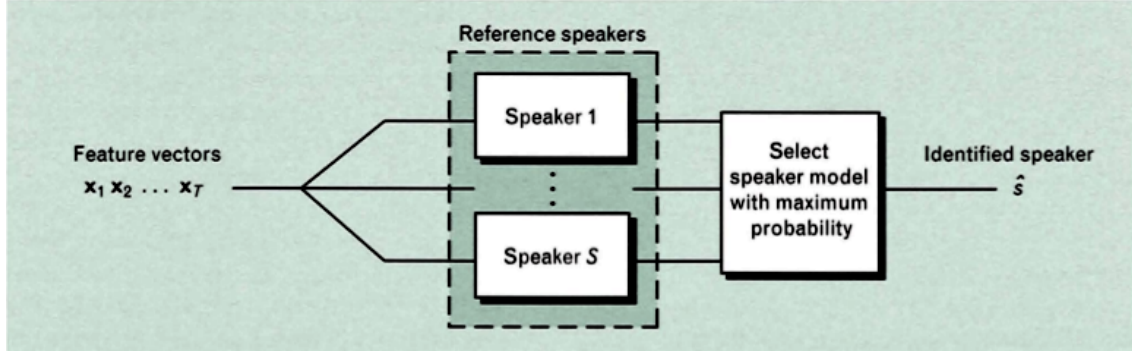 Reference speakers
Speaker 1
Feature vectors
x₁ x₂ ... x_T
Select
speaker model
with maximum
probability
Identified speaker
ŝ
Speaker S